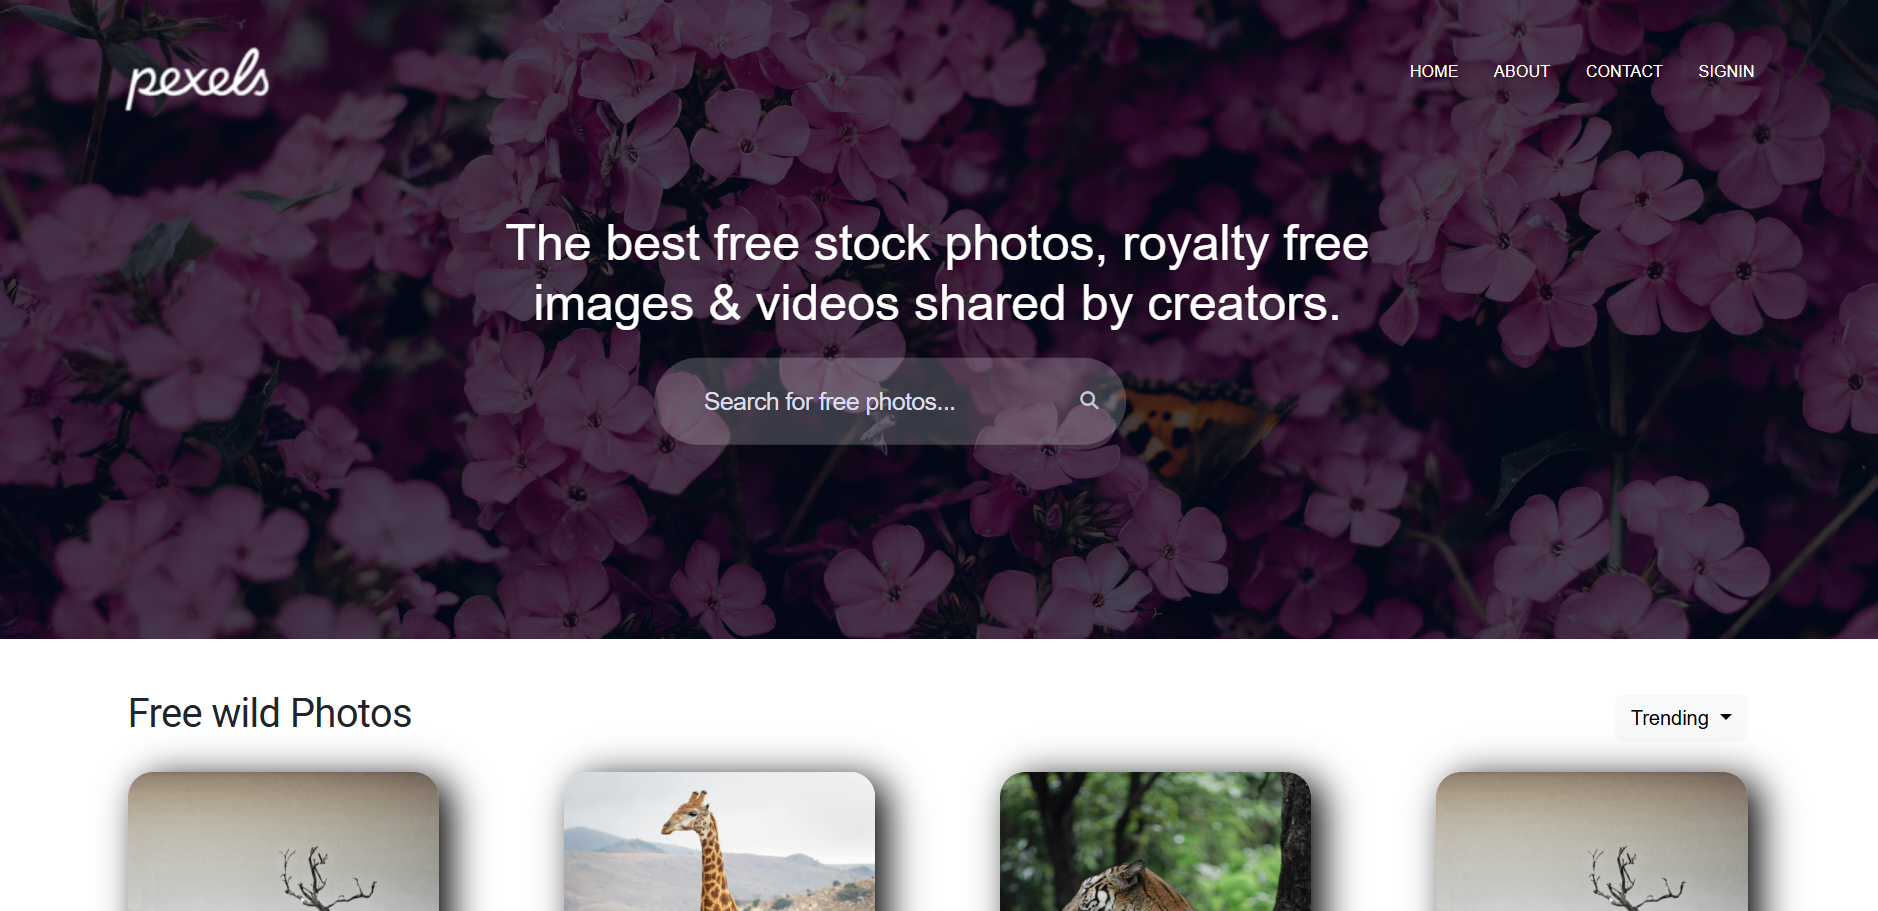 pexels
HOME ABOUT CONTACT SIGNIN
The best free stock photos, royalty free
images & videos shared by creators.
Search for free photos...
Free wild Photos
Trending